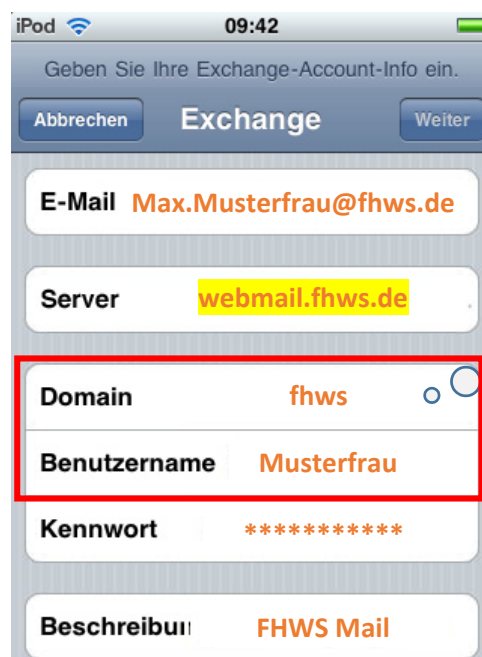 iPod 09:42
Geben Sie Ihre Exchange-Account-Info ein.
Abbrechen Exchange Weiter
E-Mail Max.Musterfrau@fhws.de
Server webmail.fhws.de
Domain fhws
Benutzername Musterfrau
Kennwort ***********
Beschreibun FHWS Mail